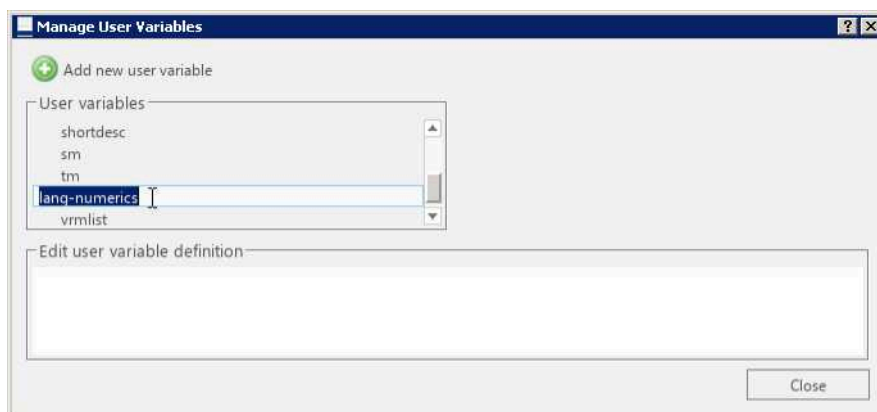 Manage User Variables
Add new user variable
User variables
shortdesc
sm
tm
lang-numerics
vrmlist
Edit user variable definition
Close